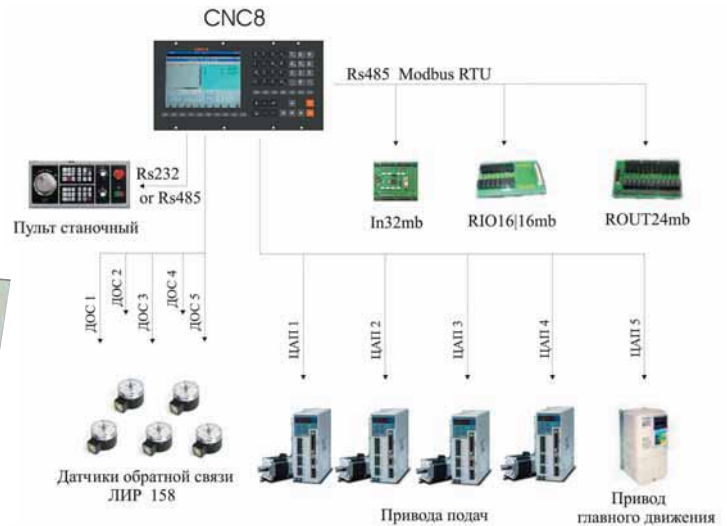 CNC8
Rs485 Modbus RTU
Rs232
or Rs485
Пульт станочный
In32mb
RIO16|16mb
ROUT24mb
ДОС 1
ДОС 2
ДОС 3
ДОС 4
ДОС 5
ЦАП 1
ЦАП 2
ЦАП 3
ЦАП 4
ЦАП 5
Датчики обратной связи
ЛИР 158
Привода подач
Привод
главного движения